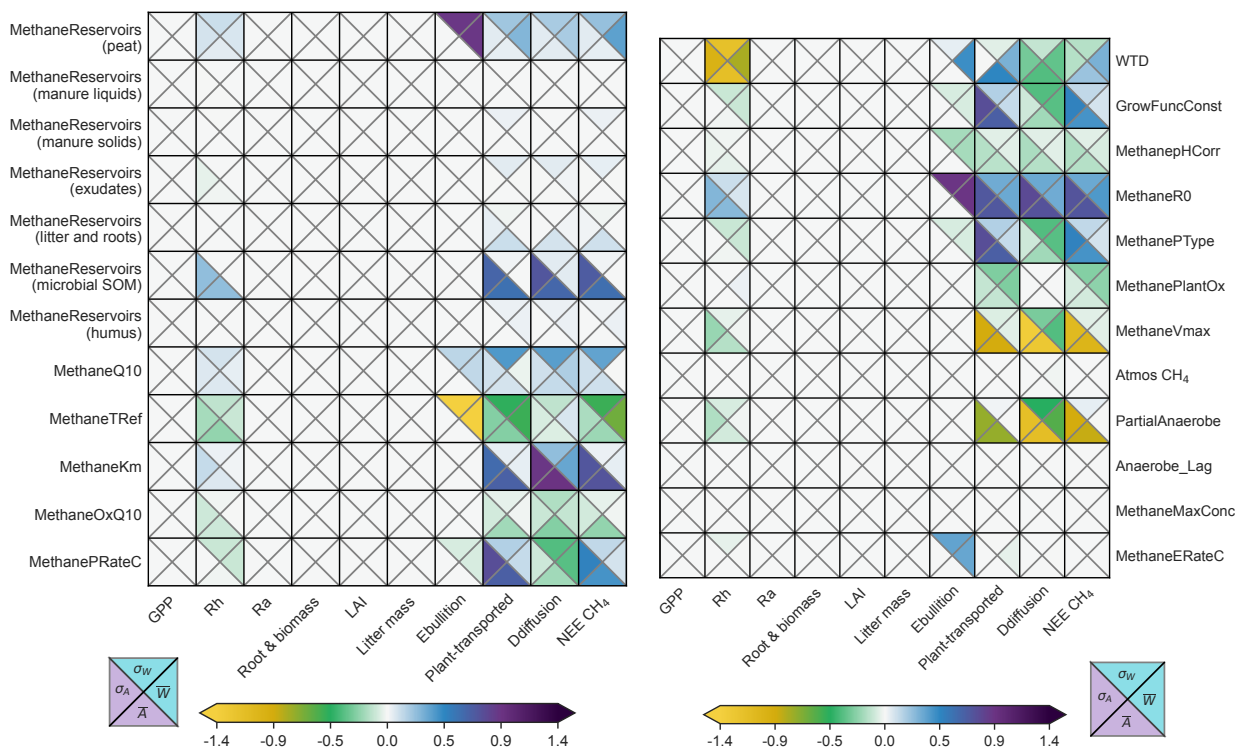 MethaneReservoirs
(peat)
MethaneReservoirs
(manure liquids)
MethaneReservoirs
(manure solids)
MethaneReservoirs
(exudates)
MethaneReservoirs
(litter and roots)
MethaneReservoirs
(microbial SOM)
MethaneReservoirs
(humus)
MethaneQ10
MethaneTRef
MethaneKm
MethaneOxQ10
MethanePRateC
GPP
Rh
Ra
Root & biomass
LAI
Litter mass
Ebullition
Plant-transported
Ddiffusion
NEE CH₄
σ_W
σ_A
W̅
A̅
-1.4 -0.9 -0.5 0.0 0.5 0.9 1.4
WTD
GrowFuncConst
MethanepHCorr
MethaneR0
MethanePType
MethanePlantOx
MethaneVmax
Atmos CH₄
PartialAnaerobe
Anaerobe_Lag
MethaneMaxConc
MethaneERateC
GPP
Rh
Ra
Root & biomass
LAI
Litter mass
Ebullition
Plant-transported
Ddiffusion
NEE CH₄
σ_W
σ_A
W̅
A̅
-1.4 -0.9 -0.5 0.0 0.5 0.9 1.4